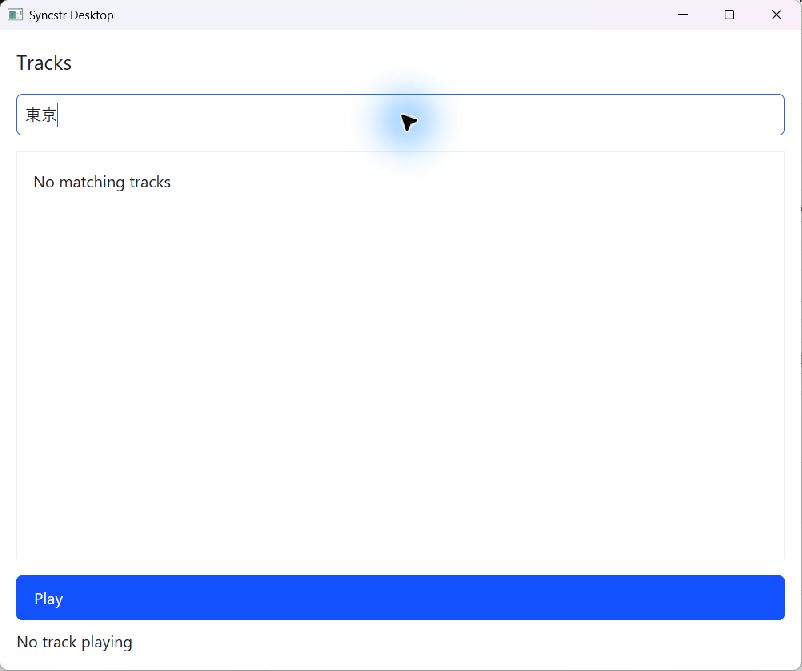 Syncstr Desktop
Tracks
東京
No matching tracks
Play
No track playing